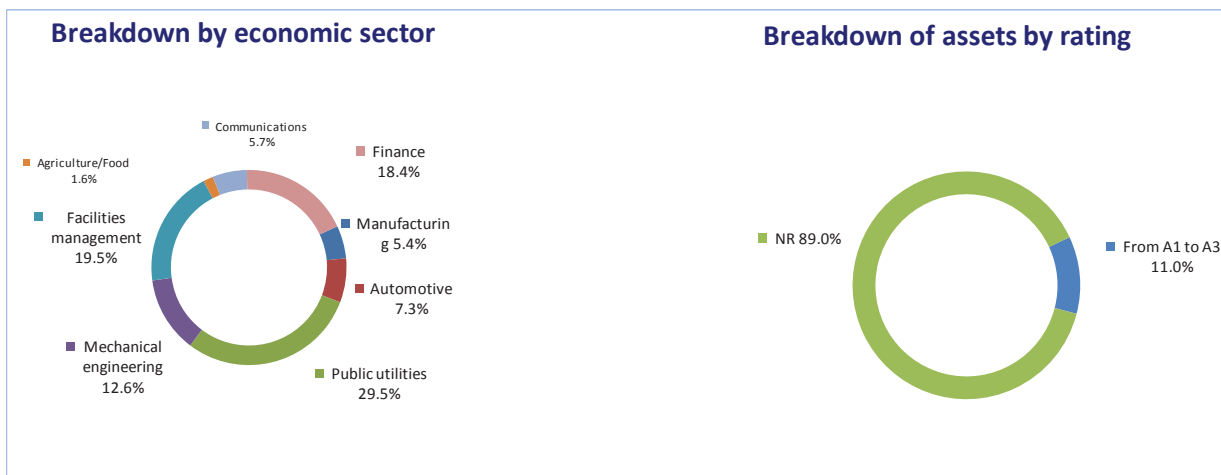 Breakdown by economic sector
Communications
5.7%
Finance
18.4%
Agriculture/Food
1.6%
Facilities
management
19.5%
Manufacturin
g 5.4%
Automotive
7.3%
Mechanical
engineering
12.6%
Public utilities
29.5%
Breakdown of assets by rating
NR 89.0%
From A1 to A3
11.0%